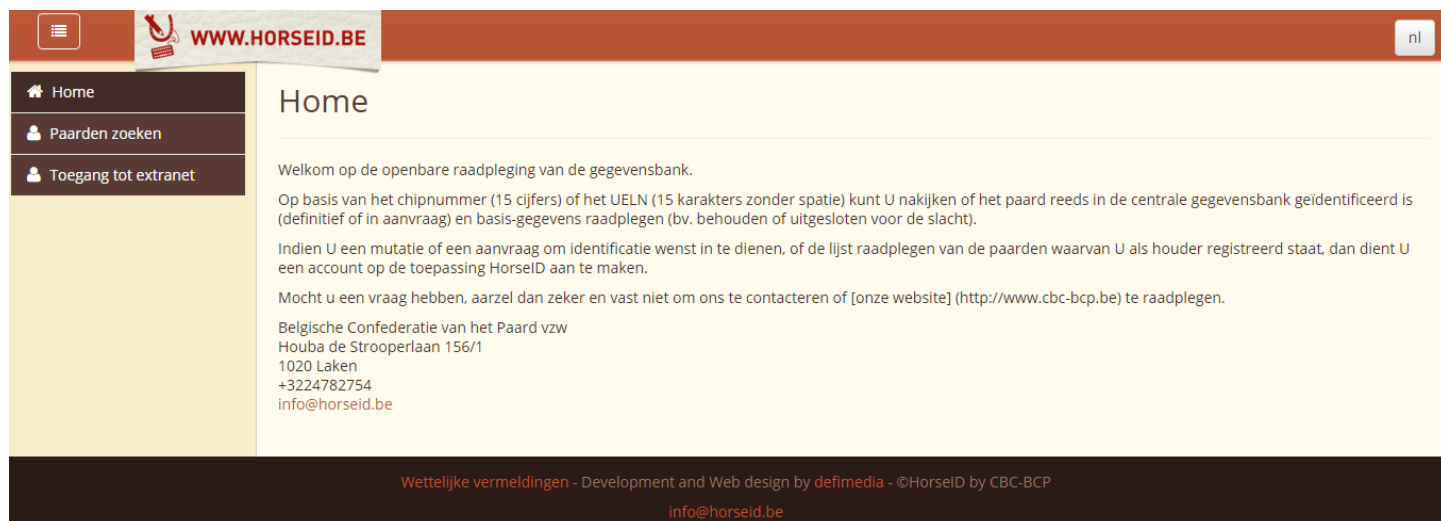 WWW.HORSEID.BE
nl
Home
Paarden zoeken
Toegang tot extranet
Home
Welkom op de openbare raadpleging van de gegevensbank.
Op basis van het chipnummer (15 cijfers) of het UELN (15 karakters zonder spatie) kunt U nakijken of het paard reeds in de centrale gegevensbank geïdentificeerd is
(definitief of in aanvraag) en basis-gegevens raadplegen (bv. behouden of uitgesloten voor de slacht).
Indien U een mutatie of een aanvraag om identificatie wenst in te dienen, of de lijst raadplegen van de paarden waarvan U als houder registreerd staat, dan dient U
een account op de toepassing HorseID aan te maken.
Mocht u een vraag hebben, aarzel dan zeker en vast niet om ons te contacteren of [onze website] (http://www.cbc-bcp.be) te raadplegen.
Belgische Confederatie van het Paard vzw
Houba de Strooperlaan 156/1
1020 Laken
+3224782754
info@horseid.be
Wettelijke vermeldingen - Development and Web design by defimedia - ©HorseID by CBC-BCP
info@horseid.be